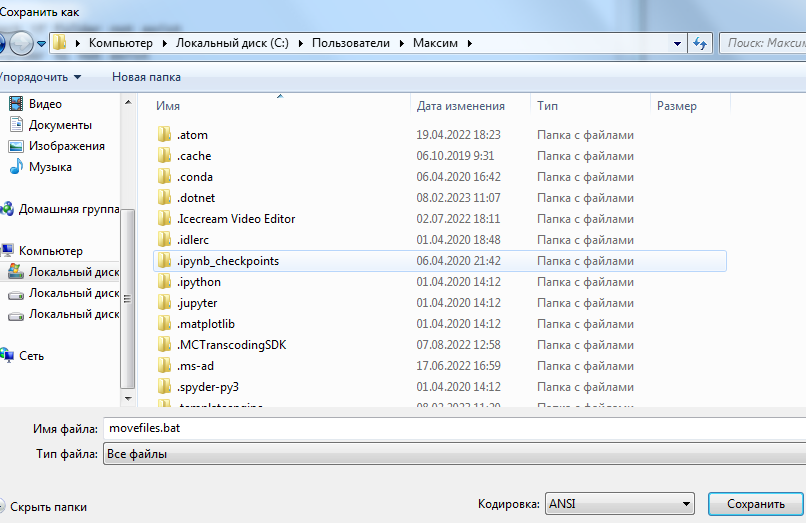 Сохранить как
Компьютер Локальный диск (C:) Пользователи Максим
Поиск: Максим
Упорядочить Новая папка
Имя Дата изменения Тип Размер
Видео
Документы
Изображения
Музыка
Домашняя группа
Компьютер
Локальный диск
Локальный диск
Локальный диск
Сеть
.atom 19.04.2022 18:23 Папка с файлами
.cache 06.10.2019 9:31 Папка с файлами
.conda 06.04.2020 16:42 Папка с файлами
.dotnet 08.02.2023 11:07 Папка с файлами
.Icecream Video Editor 02.07.2022 18:11 Папка с файлами
.idlerc 01.04.2020 18:48 Папка с файлами
.ipynb_checkpoints 06.04.2020 21:42 Папка с файлами
.ipython 01.04.2020 14:12 Папка с файлами
.jupyter 01.04.2020 14:12 Папка с файлами
.matplotlib 01.04.2020 14:12 Папка с файлами
.MCTranscodingSDK 07.08.2022 12:58 Папка с файлами
.ms-ad 17.06.2022 16:59 Папка с файлами
.spyder-py3 01.04.2020 14:12 Папка с файлами
.templateengine 08.02.2023 11:20 Папка с файлами
Имя файла: movefiles.bat
Тип файла: Все файлы
Скрыть папки Кодировка: ANSI Сохранить